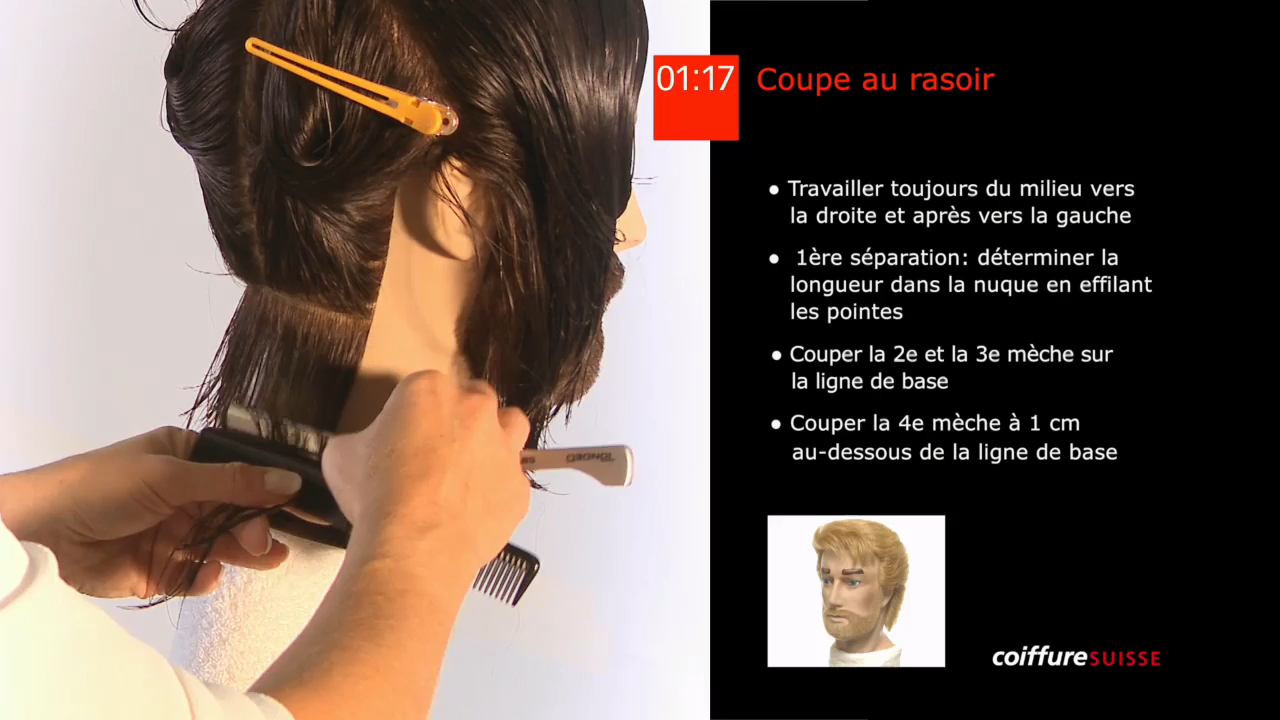 01:17 Coupe au rasoir
● Travailler toujours du milieu vers
la droite et après vers la gauche
● 1ère séparation: déterminer la
longueur dans la nuque en effilant
les pointes
● Couper la 2e et la 3e mèche sur
la ligne de base
● Couper la 4e mèche à 1 cm
au-dessous de la ligne de base
TONDEO
coiffureSUISSE